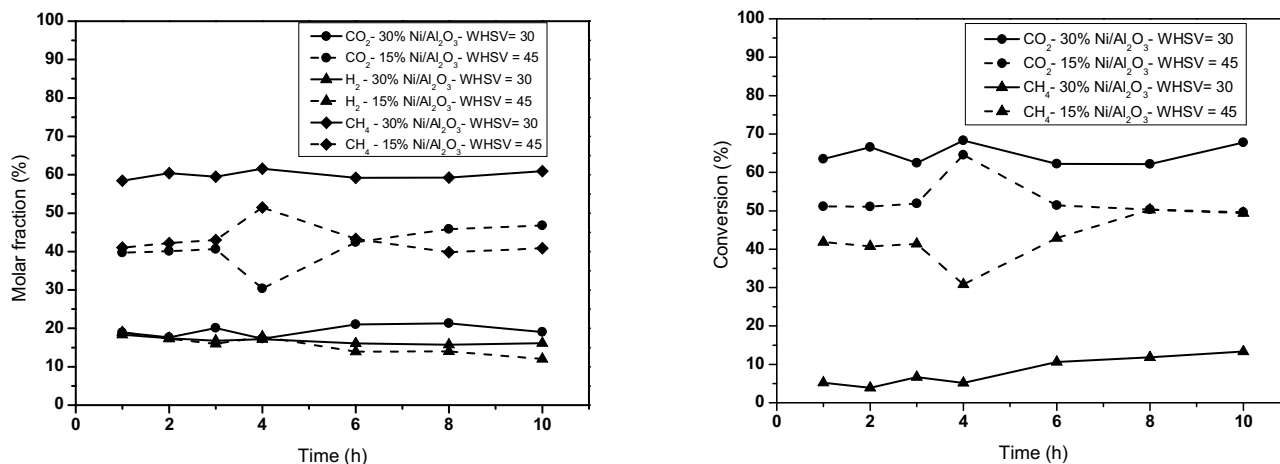 100
90
80
70
60
50
40
30
20
10
0
Molar fraction (%)
0 2 4 6 8 10
Time (h)
CO₂- 30% Ni/Al₂O₃- WHSV= 30
CO₂- 15% Ni/Al₂O₃- WHSV = 45
H₂ - 30% Ni/Al₂O₃- WHSV = 30
H₂ - 15% Ni/Al₂O₃- WHSV = 45
CH₄ - 30% Ni/Al₂O₃- WHSV= 30
CH₄ - 15% Ni/Al₂O₃- WHSV = 45
100
90
80
70
60
50
40
30
20
10
0
Conversion (%)
0 2 4 6 8 10
Time (h)
CO₂- 30% Ni/Al₂O₃- WHSV= 30
CO₂- 15% Ni/Al₂O₃- WHSV = 45
CH₄- 30% Ni/Al₂O₃- WHSV= 30
CH₄- 15% Ni/Al₂O₃- WHSV = 45